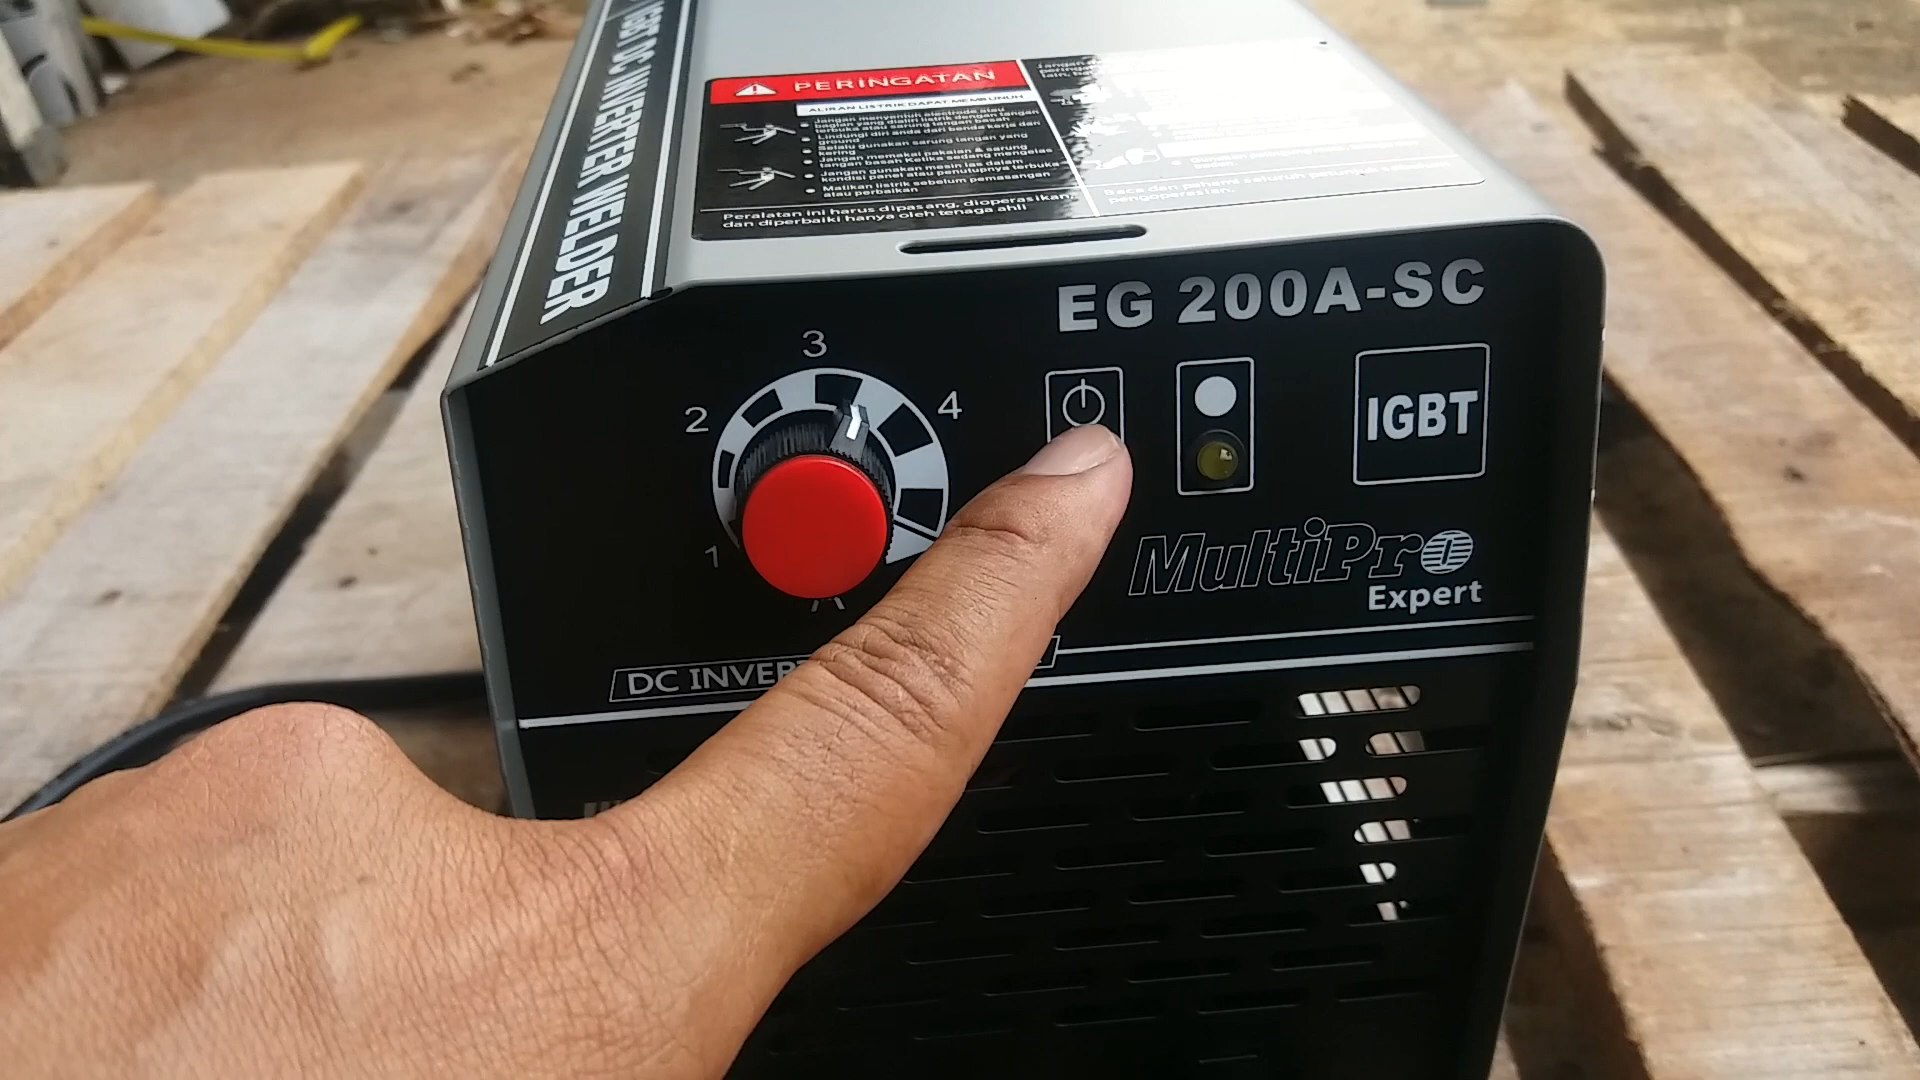 IGBT DC INVERTER WELDER
PERINGATAN
ALIRAN LISTRIK DAPAT MEMBUNUH
Jangan menyentuh electrode atau
bagian yang dialiri listrik dengan tangan
terbuka atau sarung tangan basah
Lindungi diri anda dari benda kerja dan
ground
Selalu gunakan sarung tangan yang
kering
Jangan memakai pakaian & sarung
tangan basah Ketika sedang mengelas
Jangan gunakan mesin las dalam
kondisi panel atau penutupnya terbuka
Matikan listrik sebelum pemasangan
atau perbaikan
Peralatan ini harus dipasang, dioperasikan,
dan diperbaiki hanya oleh tenaga ahli
Baca dan pahami seluruh petunjuk
pengoperasian.
EG 200A-SC
1
2
3
4
IGBT
MultiPro
Expert
DC